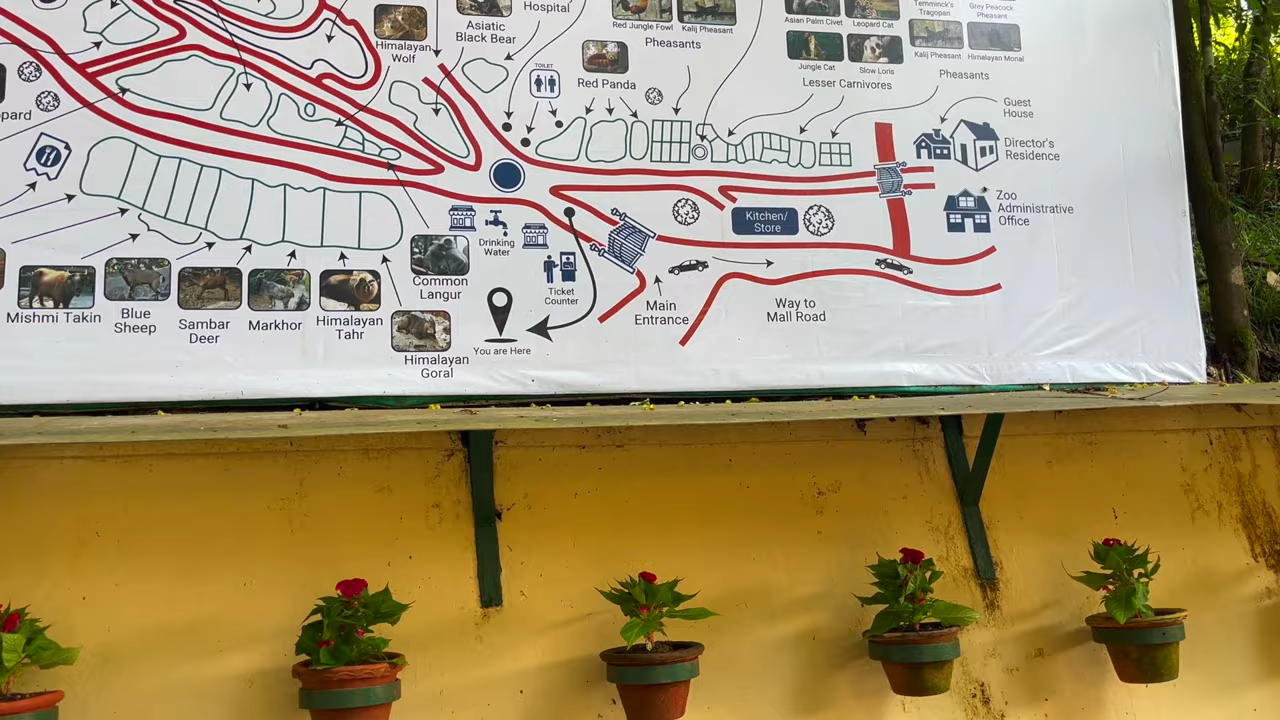 Hospital
Asiatic
Black Bear
Himalayan
Wolf
Red Jungle Fowl
Kalij Pheasant
Pheasants
TOILET
Red Panda
Asian Palm Civet
Leopard Cat
Jungle Cat
Slow Loris
Lesser Carnivores
Temminck's
Tragopan
Grey Peacock
Pheasant
Kalij Pheasant
Himalayan Monal
Pheasants
Guest
House
Director's
Residence
Zoo
Administrative
Office
opard
Kitchen/
Store
Drinking
Water
Ticket
Counter
Common
Langur
Mishmi Takin
Blue
Sheep
Sambar
Deer
Markhor
Himalayan
Tahr
Himalayan
Goral
You are Here
Main
Entrance
Way to
Mall Road